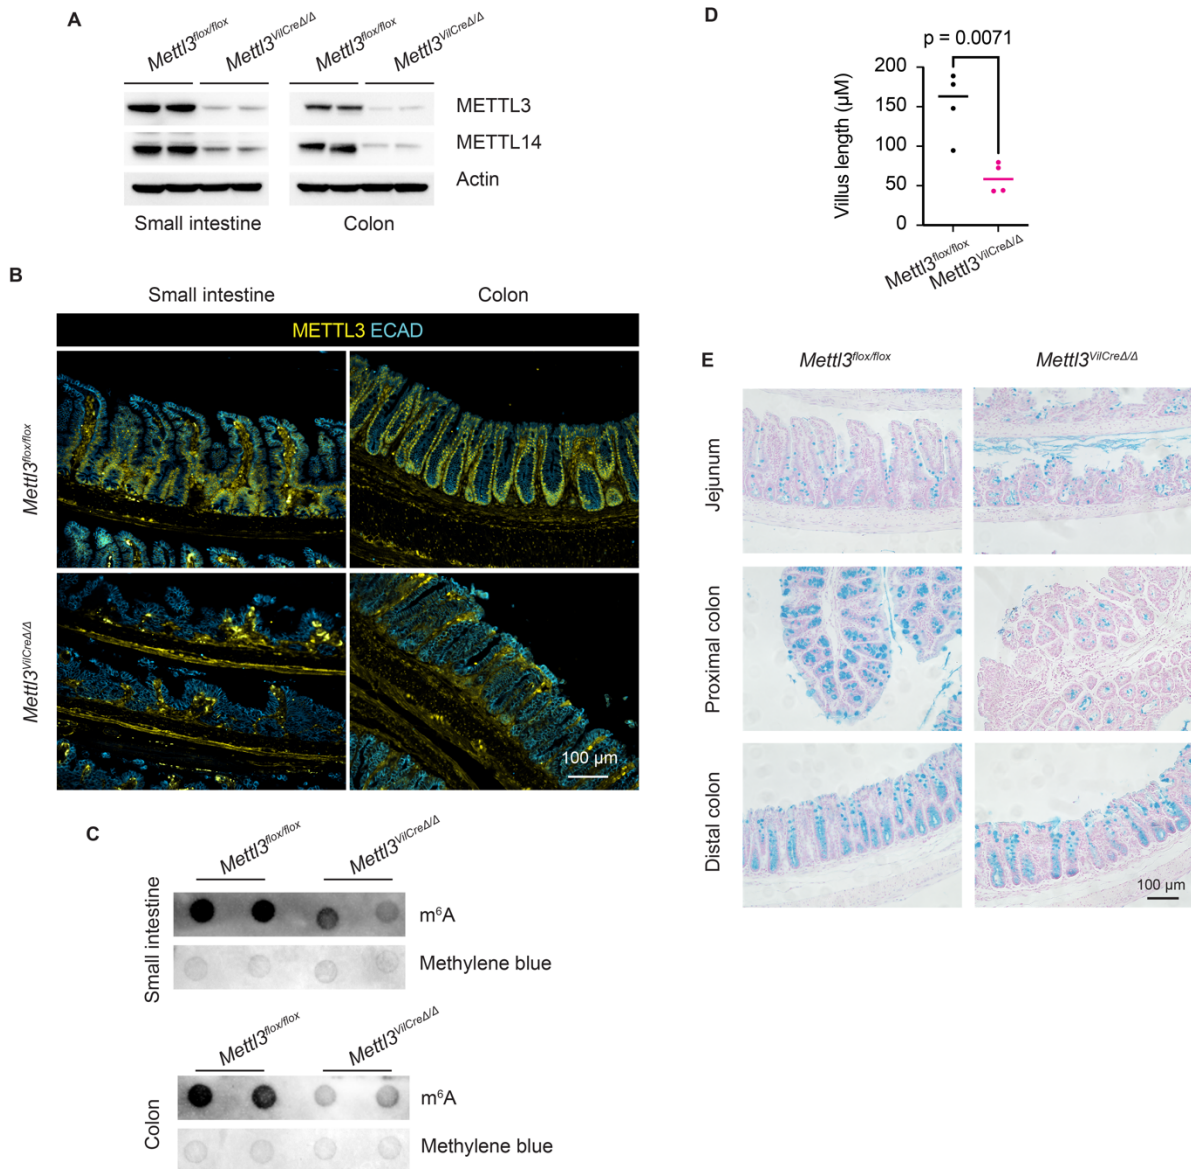 A
Mettl3flox/flox
Mettl3VilCreΔ/Δ
Mettl3flox/flox
Mettl3VilCreΔ/Δ
METTL3
METTL14
Actin
Small intestine
Colon
B
Small intestine
Colon
METTL3 ECAD
Mettl3flox/flox
Mettl3VilCreΔ/Δ
100 µm
C
Mettl3flox/flox
Mettl3VilCreΔ/Δ
Small intestine
m⁶A
Methylene blue
Mettl3flox/flox
Mettl3VilCreΔ/Δ
Colon
m⁶A
Methylene blue
D
p = 0.0071
Villus length (µM)
200
150
100
50
0
Mettl3flox/flox
Mettl3VilCreΔ/Δ
E
Mettl3flox/flox
Mettl3VilCreΔ/Δ
Jejunum
Proximal colon
Distal colon
100 µm